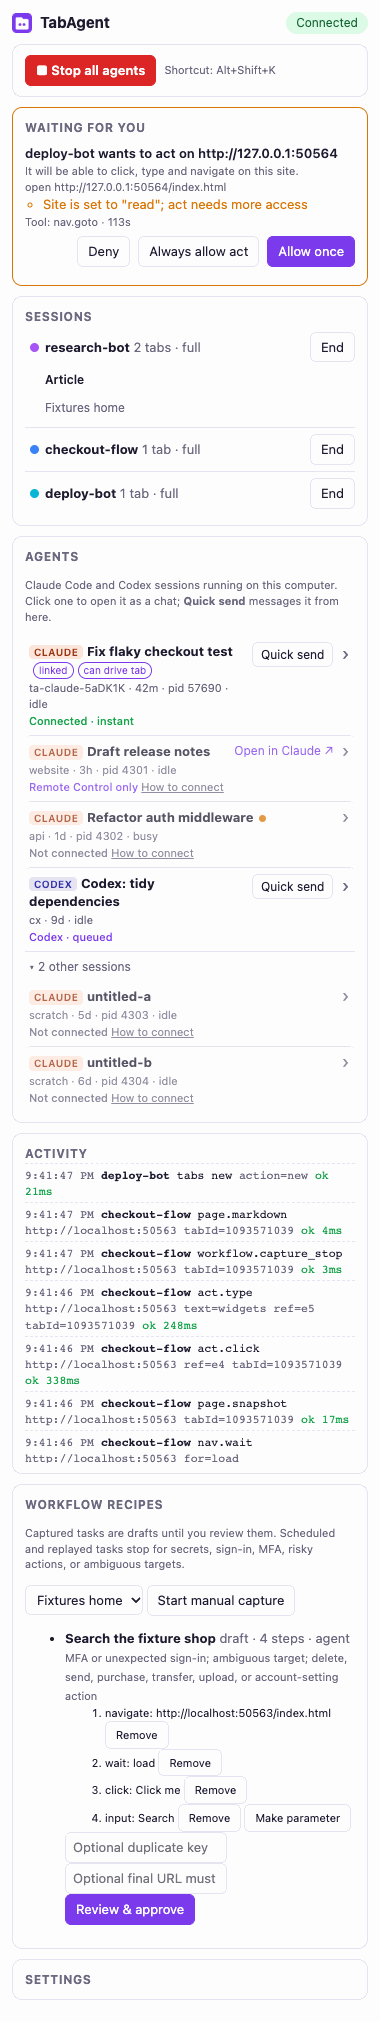 TabAgent
Connected
Stop all agents
Shortcut: Alt+Shift+K
WAITING FOR YOU
deploy-bot wants to act on http://127.0.0.1:50564
It will be able to click, type and navigate on this site.
open http://127.0.0.1:50564/index.html
Site is set to "read"; act needs more access
Tool: nav.goto · 113s
Deny
Always allow act
Allow once
SESSIONS
research-bot 2 tabs · full
End
Article
Fixtures home
checkout-flow 1 tab · full
End
deploy-bot 1 tab · full
End
AGENTS
Claude Code and Codex sessions running on this computer.
Click one to open it as a chat; Quick send messages it from
here.
CLAUDE Fix flaky checkout test
linked can drive tab
Quick send ›
ta-claude-5aDK1K · 42m · pid 57690 ·
idle
Connected · instant
CLAUDE Draft release notes
Open in Claude ↗ ›
website · 3h · pid 4301 · idle
Remote Control only How to connect
CLAUDE Refactor auth middleware ›
api · 1d · pid 4302 · busy
Not connected How to connect
CODEX Codex: tidy
dependencies
Quick send ›
cx · 9d · idle
Codex · queued
▾ 2 other sessions
CLAUDE untitled-a ›
scratch · 5d · pid 4303 · idle
Not connected How to connect
CLAUDE untitled-b ›
scratch · 6d · pid 4304 · idle
Not connected How to connect
ACTIVITY
9:41:47 PM deploy-bot tabs new action=new ok
21ms
9:41:47 PM checkout-flow page.markdown
http://localhost:50563 tabId=1093571039 ok 4ms
9:41:47 PM checkout-flow workflow.capture_stop
http://localhost:50563 tabId=1093571039 ok 3ms
9:41:46 PM checkout-flow act.type
http://localhost:50563 text=widgets ref=e5
tabId=1093571039 ok 248ms
9:41:46 PM checkout-flow act.click
http://localhost:50563 ref=e4 tabId=1093571039
ok 338ms
9:41:46 PM checkout-flow page.snapshot
http://localhost:50563 tabId=1093571039 ok 17ms
9:41:46 PM checkout-flow nav.wait
http://localhost:50563 for=load
WORKFLOW RECIPES
Captured tasks are drafts until you review them. Scheduled
and replayed tasks stop for secrets, sign-in, MFA, risky
actions, or ambiguous targets.
Fixtures home
Start manual capture
• Search the fixture shop draft · 4 steps · agent
MFA or unexpected sign-in; ambiguous target; delete,
send, purchase, transfer, upload, or account-setting
action
1. navigate: http://localhost:50563/index.html
Remove
2. wait: load Remove
3. click: Click me Remove
4. input: Search Remove Make parameter
Optional duplicate key
Optional final URL must
Review & approve
SETTINGS